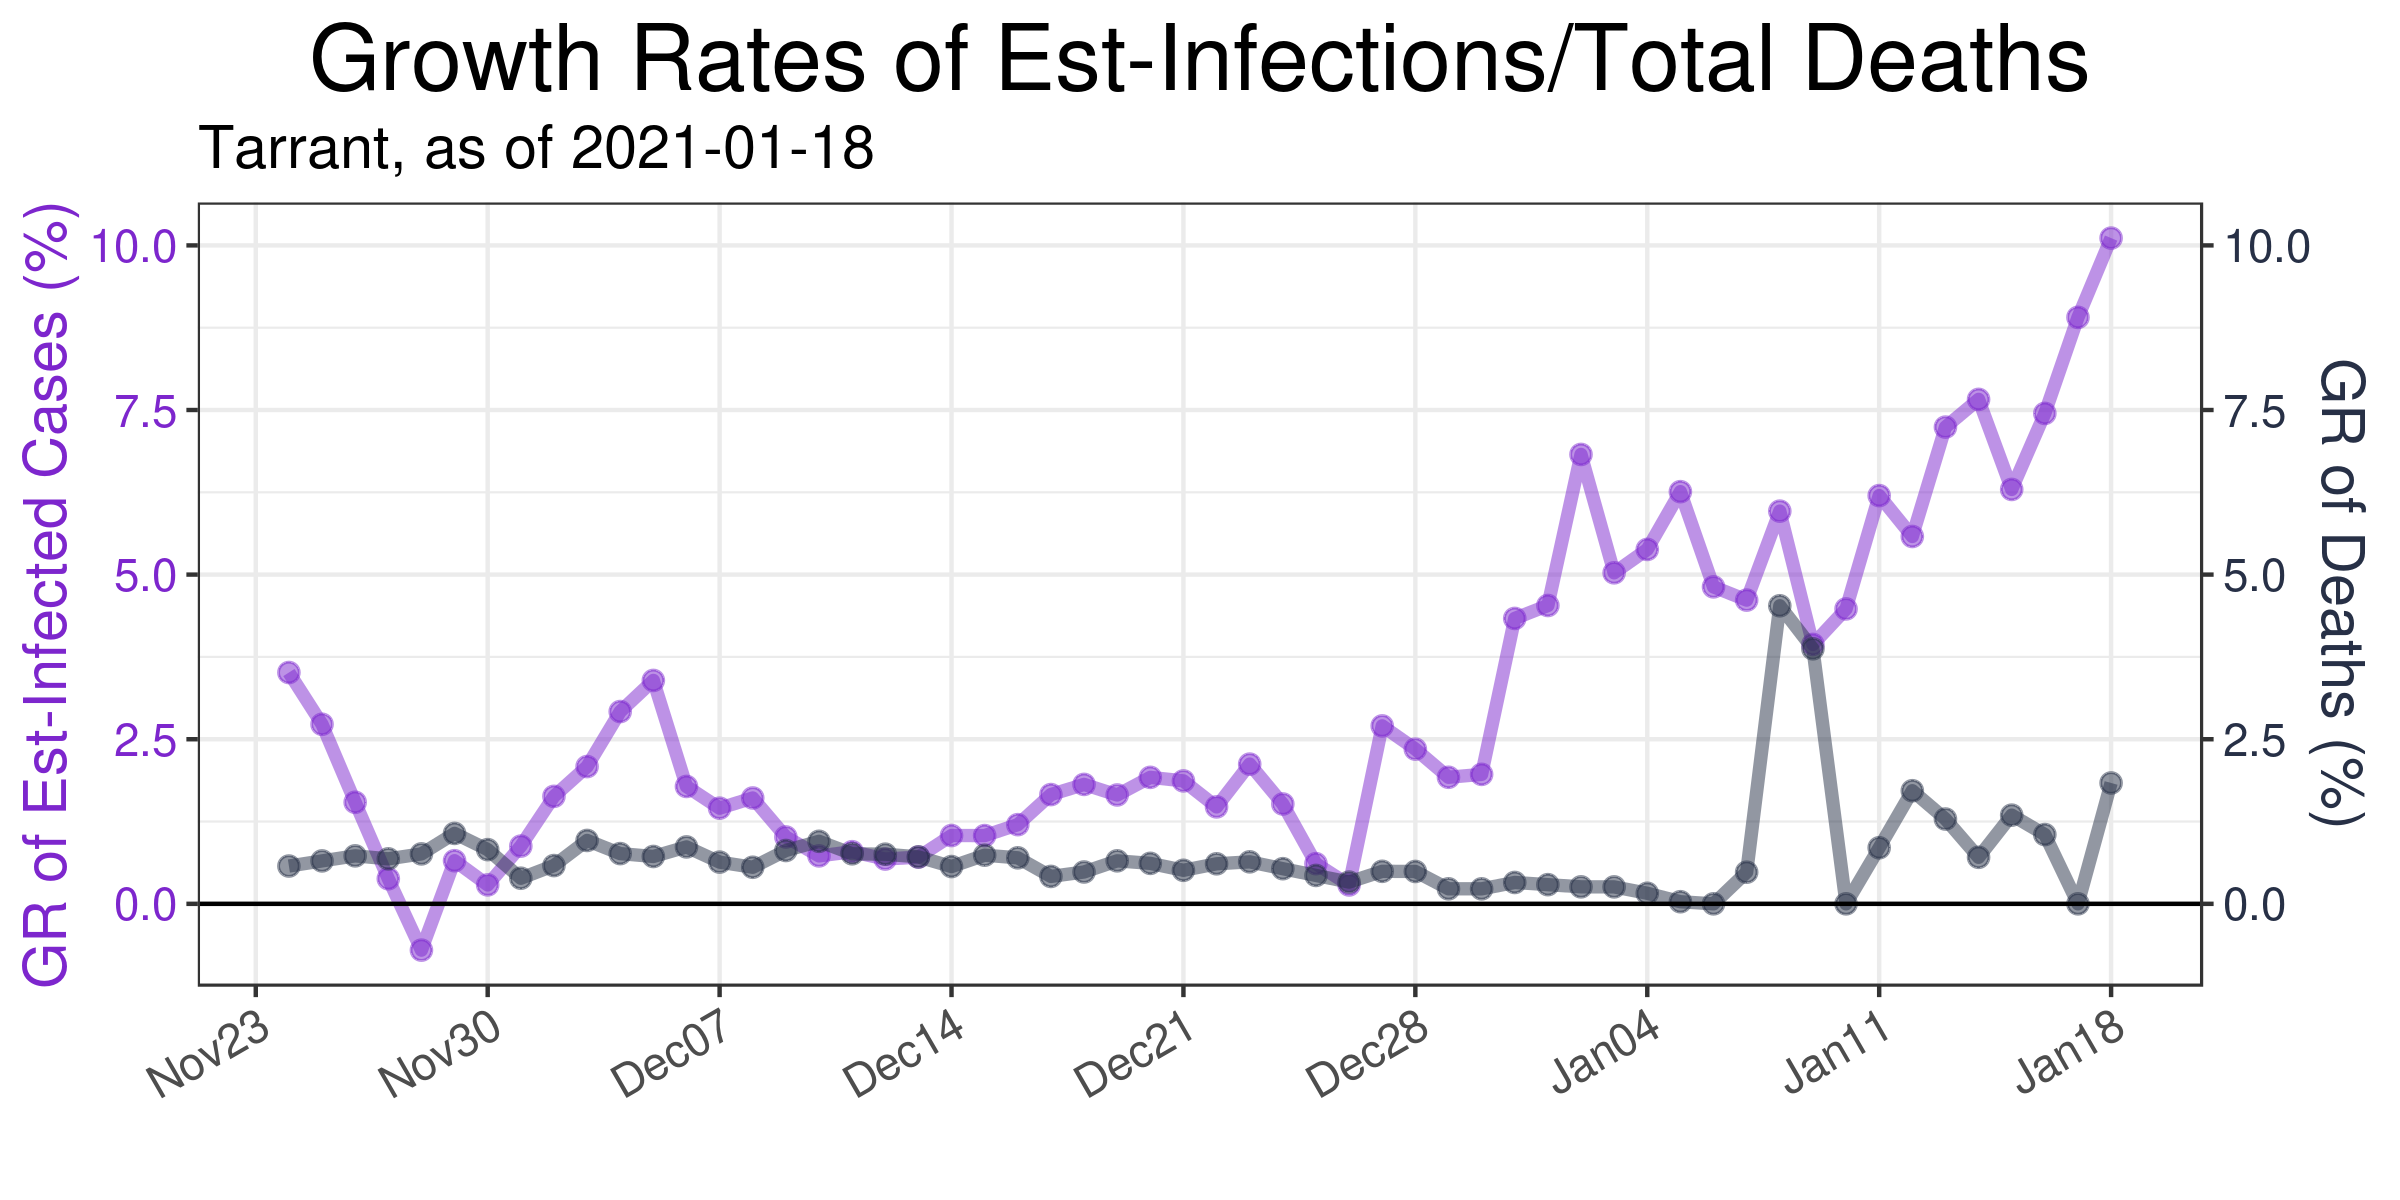 Growth Rates of Est-Infections/Total Deaths
Tarrant, as of 2021-01-18
GR of Est-Infected Cases (%)
10.0
7.5
5.0
2.5
0.0
10.0
7.5
5.0
2.5
0.0
GR of Deaths (%)
Nov23
Nov30
Dec07
Dec14
Dec21
Dec28
Jan04
Jan11
Jan18